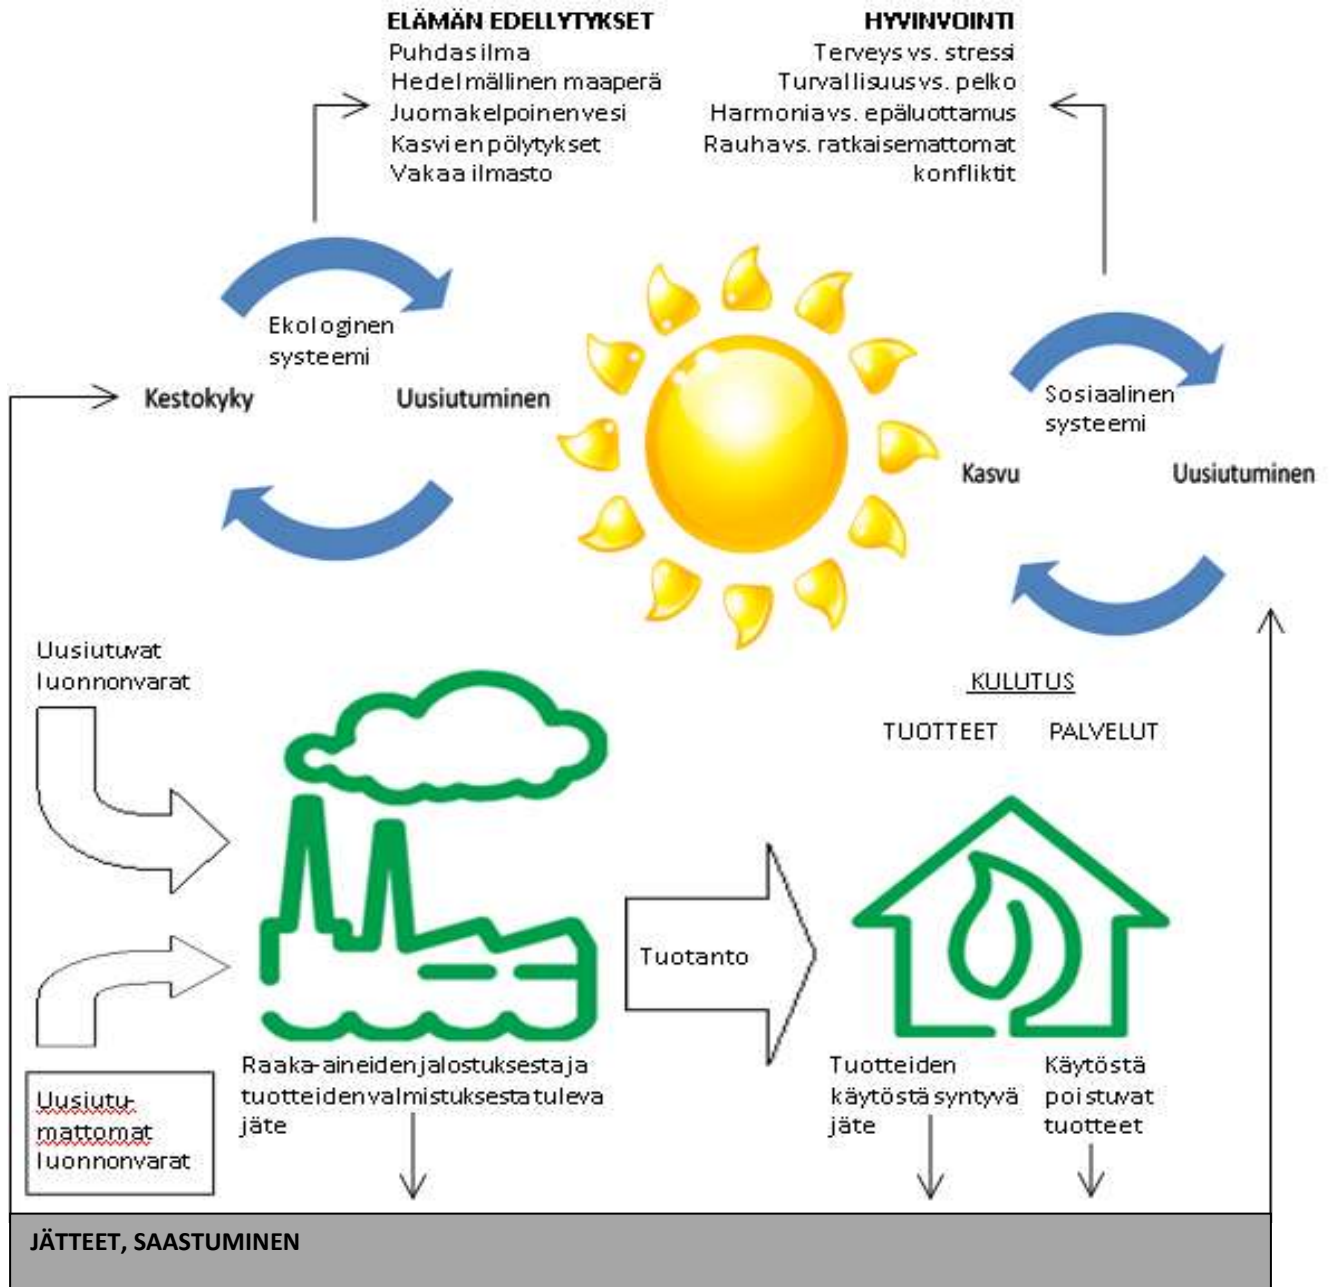 ELÄMÄN EDELLYTYKSET
Puhdas ilma
Hedelmällinen maaperä
Juomakelpoinen vesi
Kasvien pölytykset
Vakaa ilmasto
HYVINVOINTI
Terveys vs. stressi
Turvallisuus vs. pelko
Harmonia vs. epäluottamus
Rauha vs. ratkaisemattomat
konfliktit
Ekologinen
systeemi
Kestokyky
Uusiutuminen
Sosiaalinen
systeemi
Kasvu
Uusiutuminen
Uusiutuvat
luonnonvarat
KULUTUS
TUOTTEET
PALVELUT
Tuotanto
Uusiutu-
mattomat
luonnonvarat
Raaka-aineiden jalostuksesta ja
tuotteiden valmistuksesta tuleva
jäte
Tuotteiden
käytöstä syntyvä
jäte
Käytöstä
poistuvat
tuotteet
JÄTTEET, SAASTUMINEN